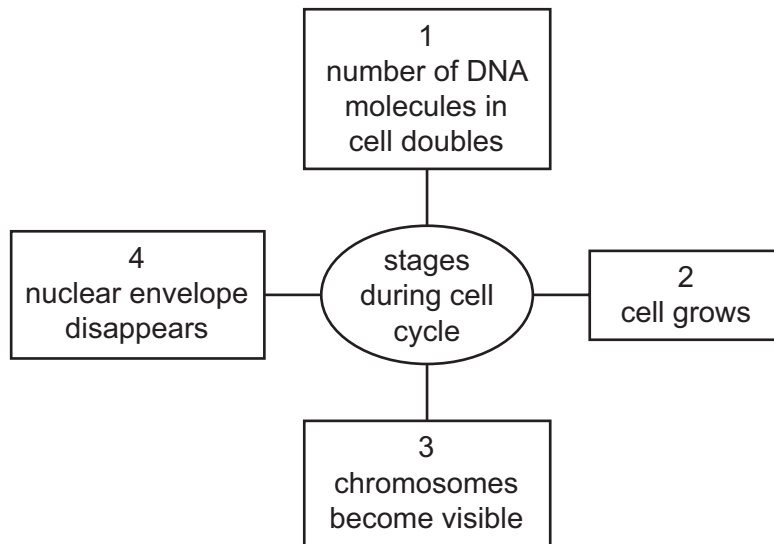 1
number of DNA
molecules in
cell doubles
4
nuclear envelope
disappears
stages
during cell
cycle
2
cell grows
3
chromosomes
become visible